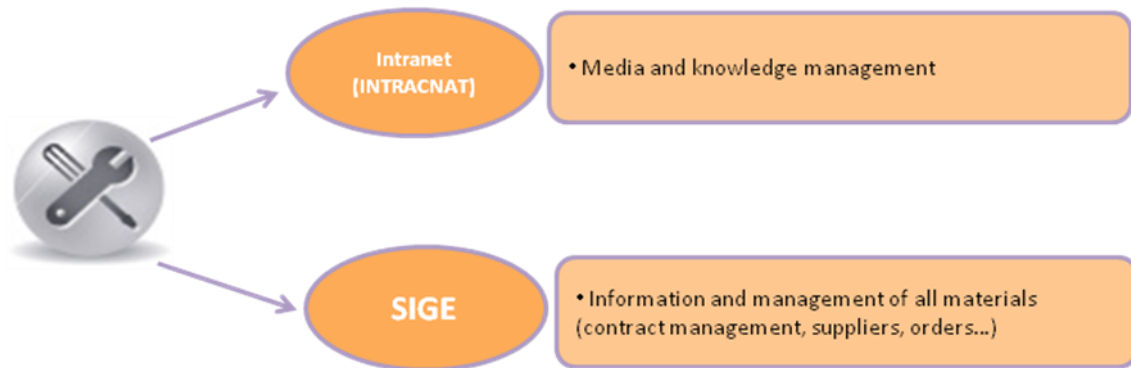 Intranet
(INTRACNAT)
• Media and knowledge management
SIGE
• Information and management of all materials
(contract management, suppliers, orders...)